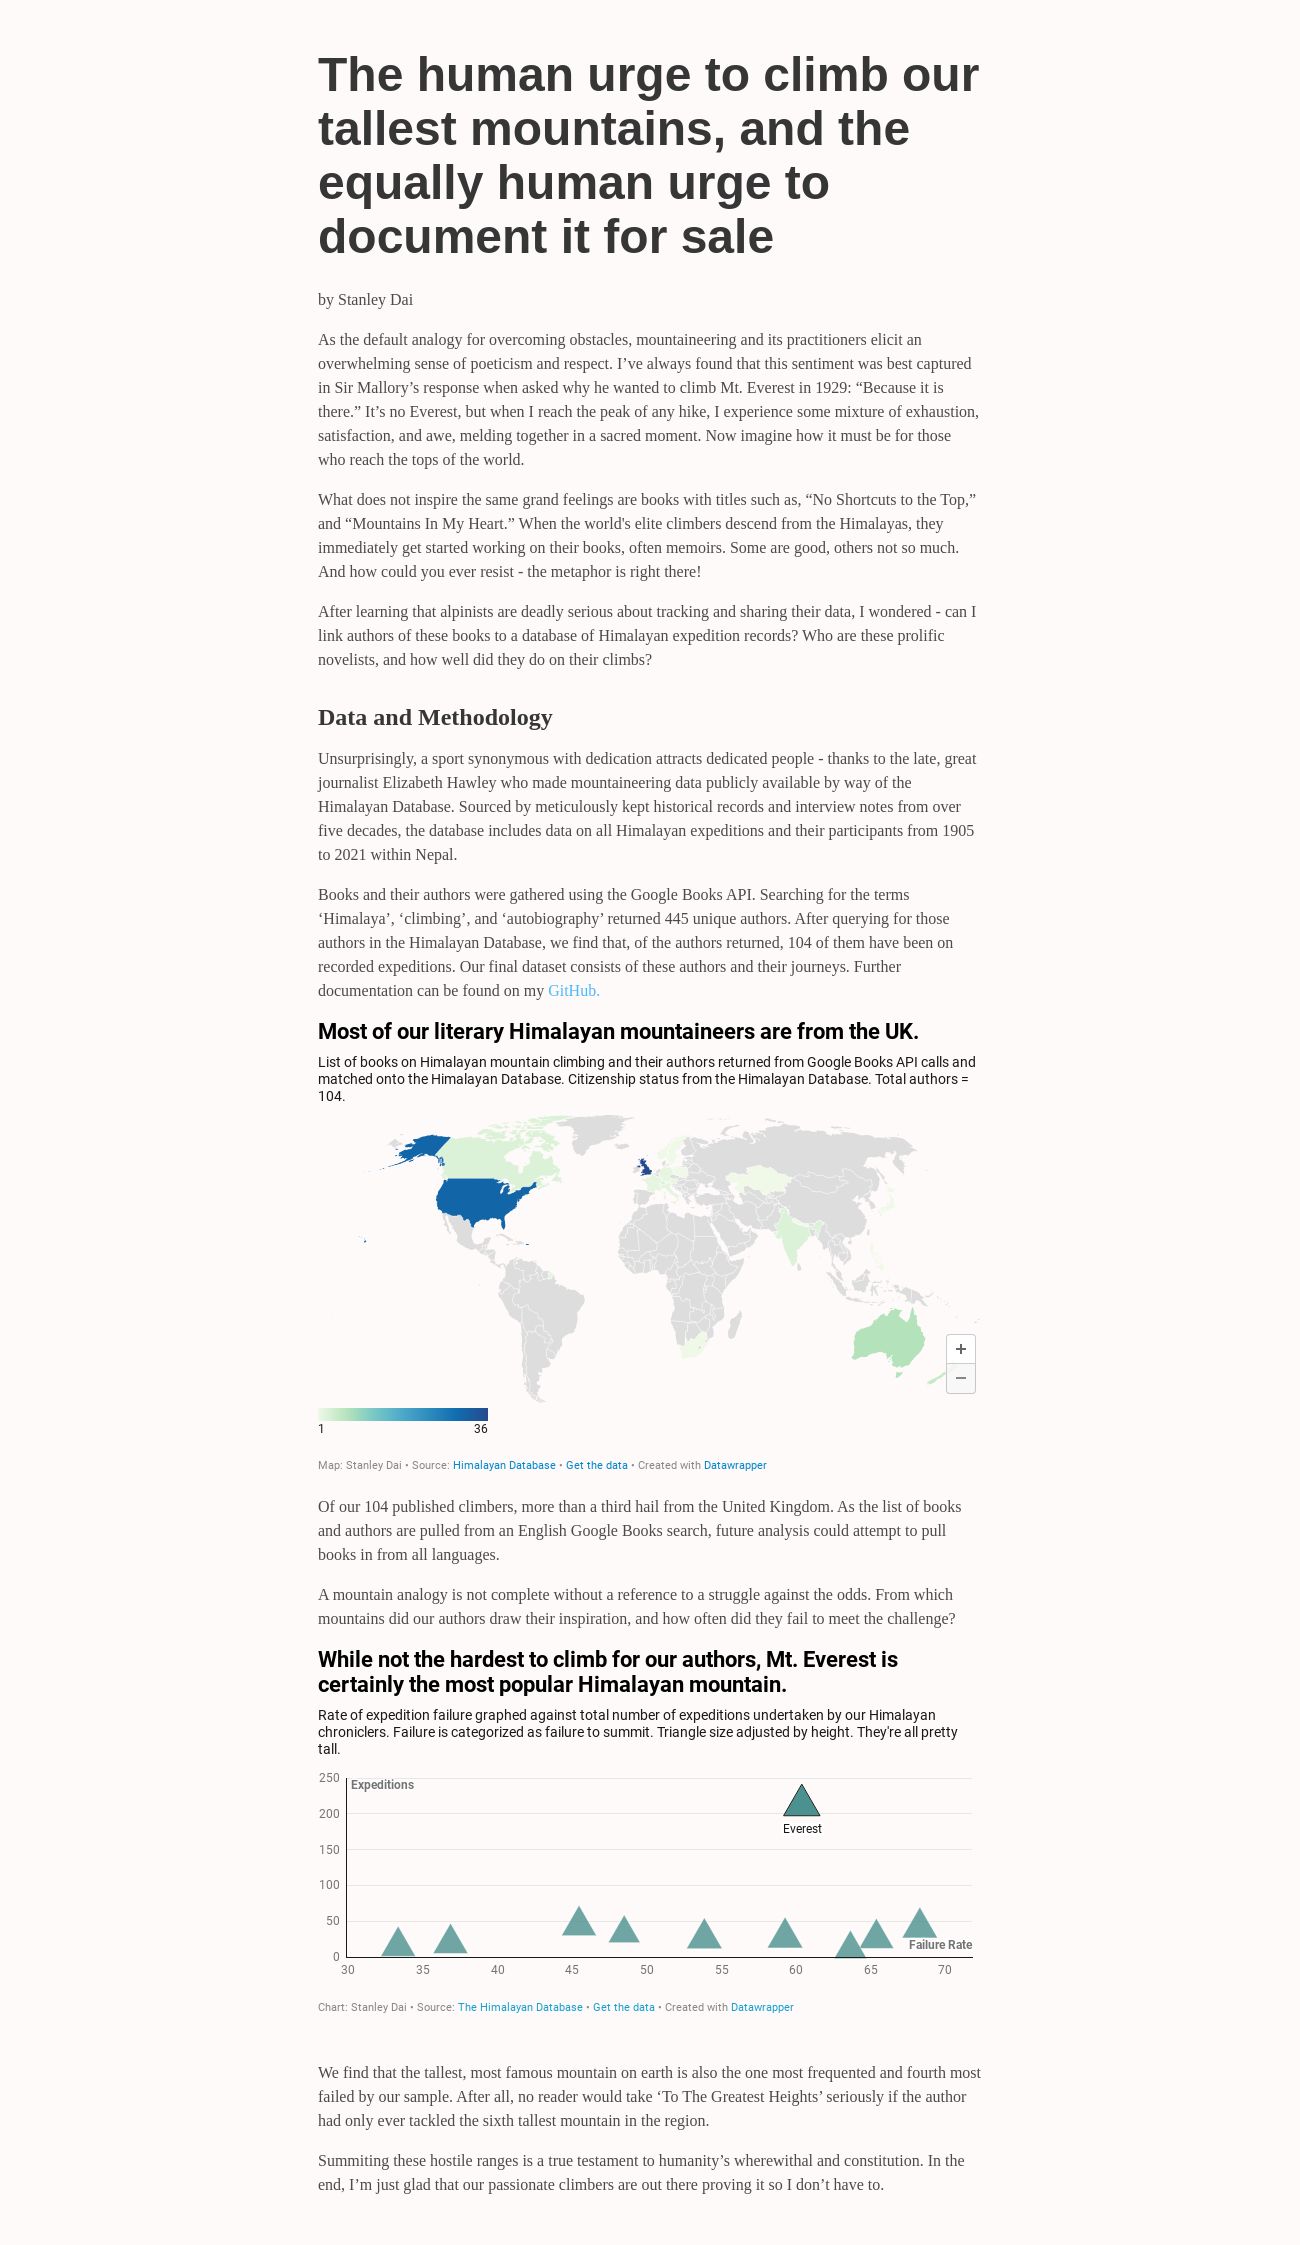 The human urge to climb our
tallest mountains, and the
equally human urge to
document it for sale
by Stanley Dai
As the default analogy for overcoming obstacles, mountaineering and its practitioners elicit an
overwhelming sense of poeticism and respect. I’ve always found that this sentiment was best captured
in Sir Mallory’s response when asked why he wanted to climb Mt. Everest in 1929: “Because it is
there.” It’s no Everest, but when I reach the peak of any hike, I experience some mixture of exhaustion,
satisfaction, and awe, melding together in a sacred moment. Now imagine how it must be for those
who reach the tops of the world.
What does not inspire the same grand feelings are books with titles such as, “No Shortcuts to the Top,”
and “Mountains In My Heart.” When the world's elite climbers descend from the Himalayas, they
immediately get started working on their books, often memoirs. Some are good, others not so much.
And how could you ever resist - the metaphor is right there!
After learning that alpinists are deadly serious about tracking and sharing their data, I wondered - can I
link authors of these books to a database of Himalayan expedition records? Who are these prolific
novelists, and how well did they do on their climbs?
Data and Methodology
Unsurprisingly, a sport synonymous with dedication attracts dedicated people - thanks to the late, great
journalist Elizabeth Hawley who made mountaineering data publicly available by way of the
Himalayan Database. Sourced by meticulously kept historical records and interview notes from over
five decades, the database includes data on all Himalayan expeditions and their participants from 1905
to 2021 within Nepal.
Books and their authors were gathered using the Google Books API. Searching for the terms
‘Himalaya’, ‘climbing’, and ‘autobiography’ returned 445 unique authors. After querying for those
authors in the Himalayan Database, we find that, of the authors returned, 104 of them have been on
recorded expeditions. Our final dataset consists of these authors and their journeys. Further
documentation can be found on my GitHub.
Most of our literary Himalayan mountaineers are from the UK.
List of books on Himalayan mountain climbing and their authors returned from Google Books API calls and
matched onto the Himalayan Database. Citizenship status from the Himalayan Database. Total authors =
104.
+
−
1 36
Map: Stanley Dai • Source: Himalayan Database • Get the data • Created with Datawrapper
Of our 104 published climbers, more than a third hail from the United Kingdom. As the list of books
and authors are pulled from an English Google Books search, future analysis could attempt to pull
books in from all languages.
A mountain analogy is not complete without a reference to a struggle against the odds. From which
mountains did our authors draw their inspiration, and how often did they fail to meet the challenge?
While not the hardest to climb for our authors, Mt. Everest is
certainly the most popular Himalayan mountain.
Rate of expedition failure graphed against total number of expeditions undertaken by our Himalayan
chroniclers. Failure is categorized as failure to summit. Triangle size adjusted by height. They're all pretty
tall.
250
Expeditions
200
Everest
150
100
50
Failure Rate
0
30 35 40 45 50 55 60 65 70
Chart: Stanley Dai • Source: The Himalayan Database • Get the data • Created with Datawrapper
We find that the tallest, most famous mountain on earth is also the one most frequented and fourth most
failed by our sample. After all, no reader would take ‘To The Greatest Heights’ seriously if the author
had only ever tackled the sixth tallest mountain in the region.
Summiting these hostile ranges is a true testament to humanity’s wherewithal and constitution. In the
end, I’m just glad that our passionate climbers are out there proving it so I don’t have to.